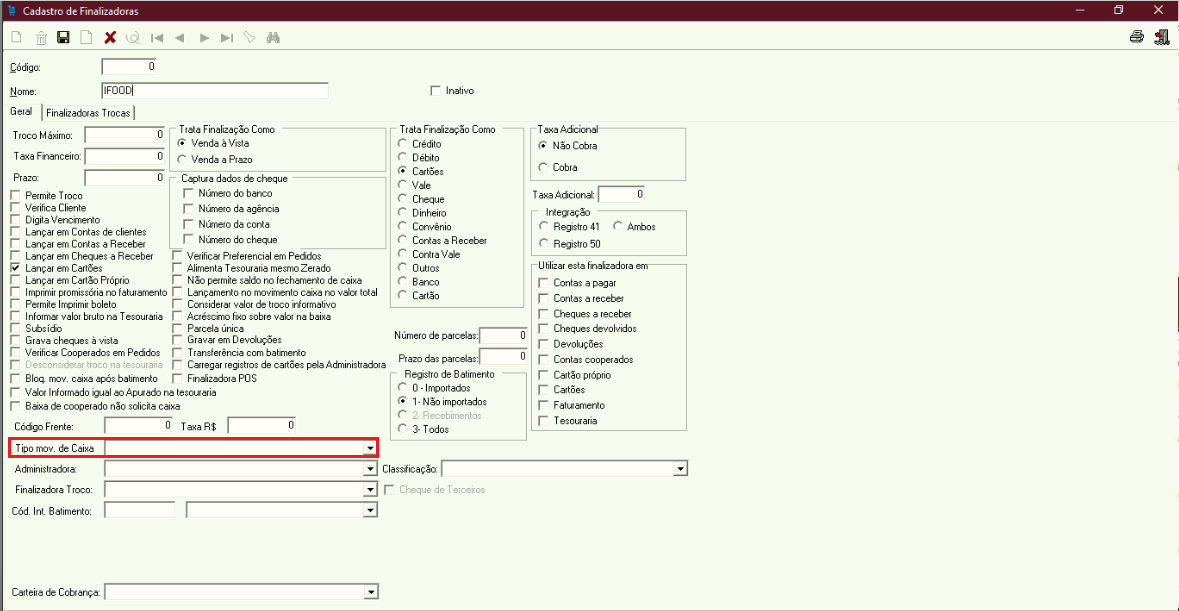 Cadastro de Finalizadoras
Código: 0
Nome: IFOOD
Inativo
Geral Finalizadoras Trocas
Troco Máximo: 0
Taxa Financeiro: 0
Prazo: 0
Permite Troco
Verifica Cliente
Digita Vencimento
Lançar em Contas de clientes
Lançar em Contas a Receber
Lançar em Cheques a Receber
Lançar em Cartões
Lançar em Cartão Próprio
Imprimir promissória no faturamento
Permite Imprimir boleto
Informar valor bruto na Tesouraria
Subsídio
Grava cheques à vista
Verificar Cooperados em Pedidos
Desconsiderar troco na tesouraria
Bloq. mov. caixa após batimento
Valor Informado igual ao Apurado na tesouraria
Baixa de cooperado não solicita caixa
Trata Finalização Como
Venda à Vista
Venda a Prazo
Captura dados de cheque
Número do banco
Número da agência
Número da conta
Número do cheque
Verificar Preferencial em Pedidos
Alimenta Tesouraria mesmo Zerado
Não permite saldo no fechamento de caixa
Lançamento no movimento caixa no valor total
Considerar valor de troco informativo
Acréscimo fixo sobre valor na baixa
Parcela única
Gravar em Devoluções
Transferência com batimento
Carregar registros de cartões pela Administradora
Finalizadora POS
Trata Finalização Como
Crédito
Débito
Cartões
Vale
Cheque
Dinheiro
Convênio
Contas a Receber
Contra Vale
Outros
Banco
Cartão
Número de parcelas: 0
Prazo das parcelas: 0
Registro de Batimento
0 - Importados
1- Não importados
2- Recebimentos
3- Todos
Taxa Adicional
Não Cobra
Cobra
Taxa Adicional: 0
Integração
Registro 41 Ambos
Registro 50
Utilizar esta finalizadora em
Contas a pagar
Contas a receber
Cheques a receber
Cheques devolvidos
Devoluções
Contas cooperados
Cartão próprio
Cartões
Faturamento
Tesouraria
Código Frente: 0 Taxa R$ 0
Tipo mov. de Caixa
Administradora: Classificação:
Finalizadora Troco: Cheque de Terceiros
Cód. Int. Batimento:
Carteira de Cobrança: